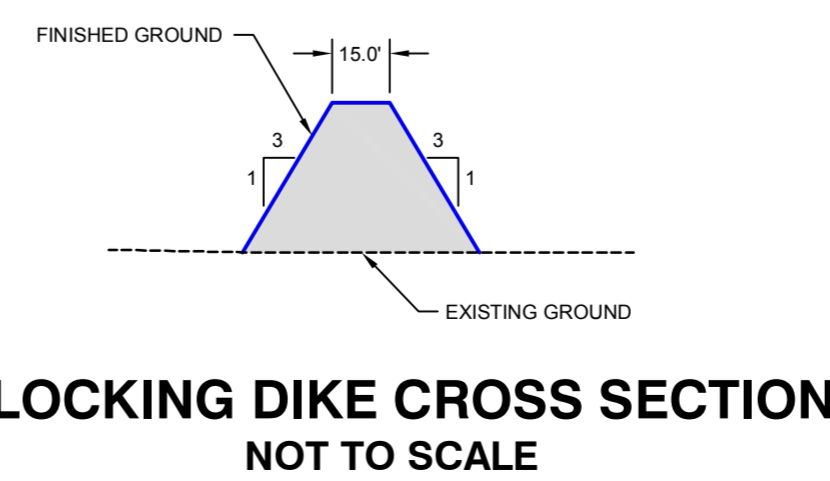 FINISHED GROUND
15.0'
3
3
1
1
EXISTING GROUND
LOCKING DIKE CROSS SECTION
NOT TO SCALE